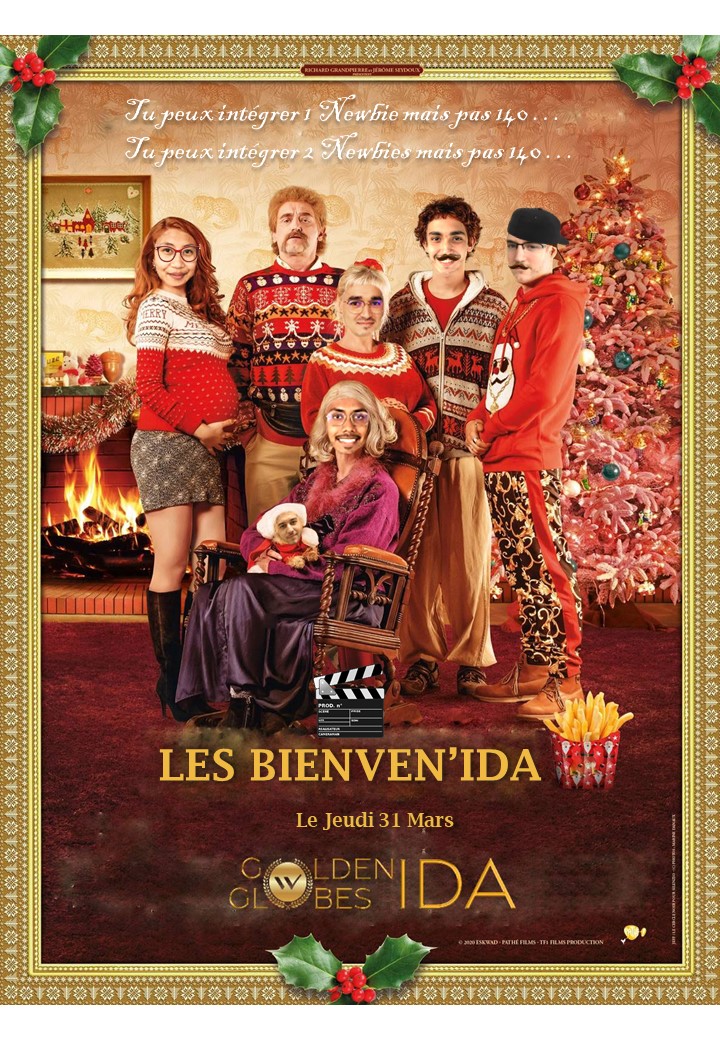 RICHARD GRANDPIERRE ET JÉRÔME SEYDOUX
Tu peux intégrer 1 Newbie mais pas 140...
Tu peux intégrer 2 Newbies mais pas 140...
PROD. n°
LES BIENVEN'IDA
Le Jeudi 31 Mars
GOLDEN
GLOBES
W
IDA
© 2020 ESKWAD - PATHÉ FILMS - TF1 FILMS PRODUCTION